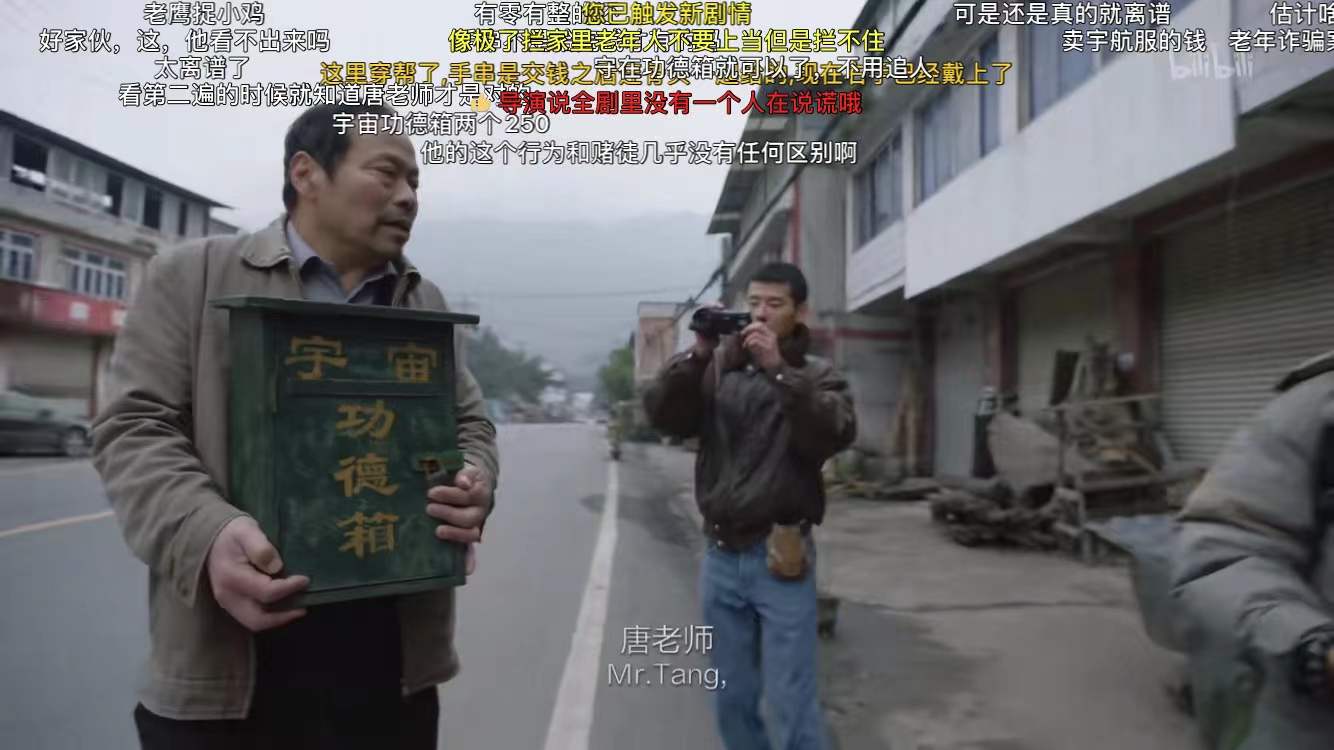 老鹰捉小鸡
有零有整的
您已触发新剧情
可是还是真的就离谱
估计
好家伙，这，他看不出来吗
像极了拦家里老年人不要上当但是拦不住
卖宇航服的钱
老年诈骗
太离谱了
这里穿帮了,手串是交钱之后
守在功德箱就可以了，不用追人
现在
已经戴上了
bilibili
看第二遍的时候就知道唐老师才是对的
导演说全剧里没有一个人在说谎哦
宇宙功德箱两个250
他的这个行为和赌徒几乎没有任何区别啊
宇宙
功
德
箱
唐老师
Mr.Tang,